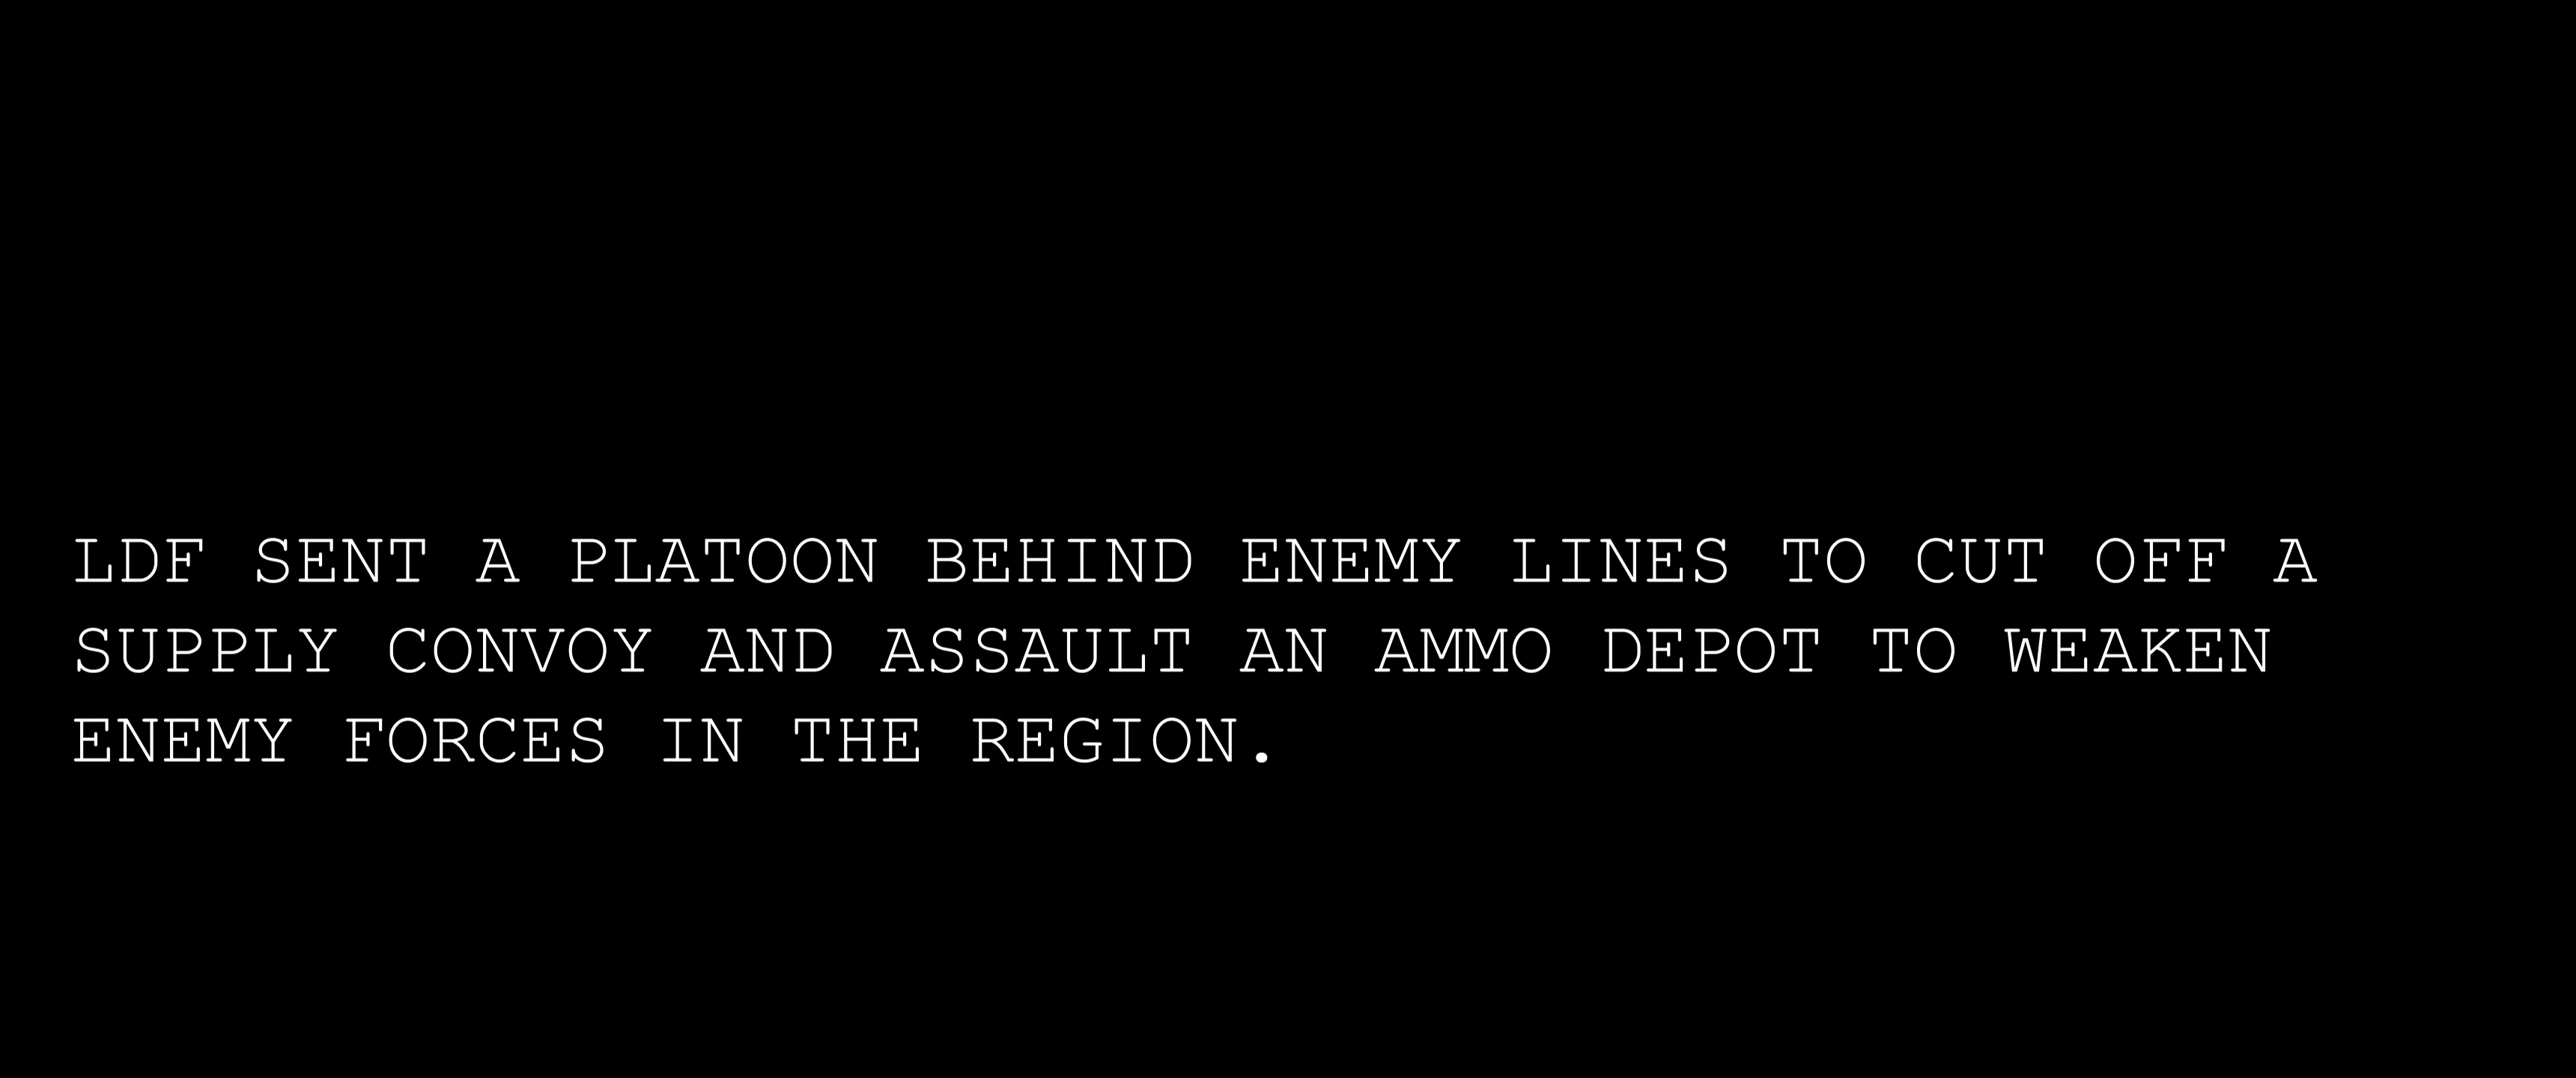 LDF SENT A PLATOON BEHIND ENEMY LINES TO CUT OFF A
SUPPLY CONVOY AND ASSAULT AN AMMO DEPOT TO WEAKEN
ENEMY FORCES IN THE REGION.